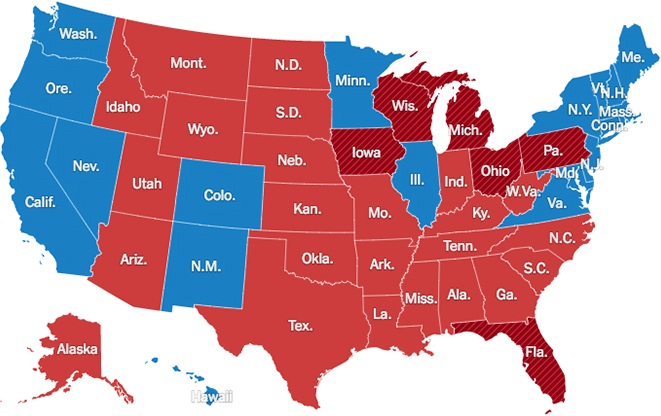 Wash.
Ore.
Calif.
Nev.
Idaho
Mont.
Wyo.
Utah
Ariz.
Colo.
N.M.
N.D.
S.D.
Neb.
Kan.
Okla.
Tex.
Minn.
Iowa
Mo.
Ark.
La.
Wis.
Ill.
Mich.
Ind.
Ohio
Ky.
Tenn.
Miss.
Ala.
Ga.
Fla.
S.C.
N.C.
Va.
W.Va.
Pa.
Md.
N.J.
N.Y.
Conn.
Mass.
Vt.
N.H.
Me.
Alaska
Hawaii